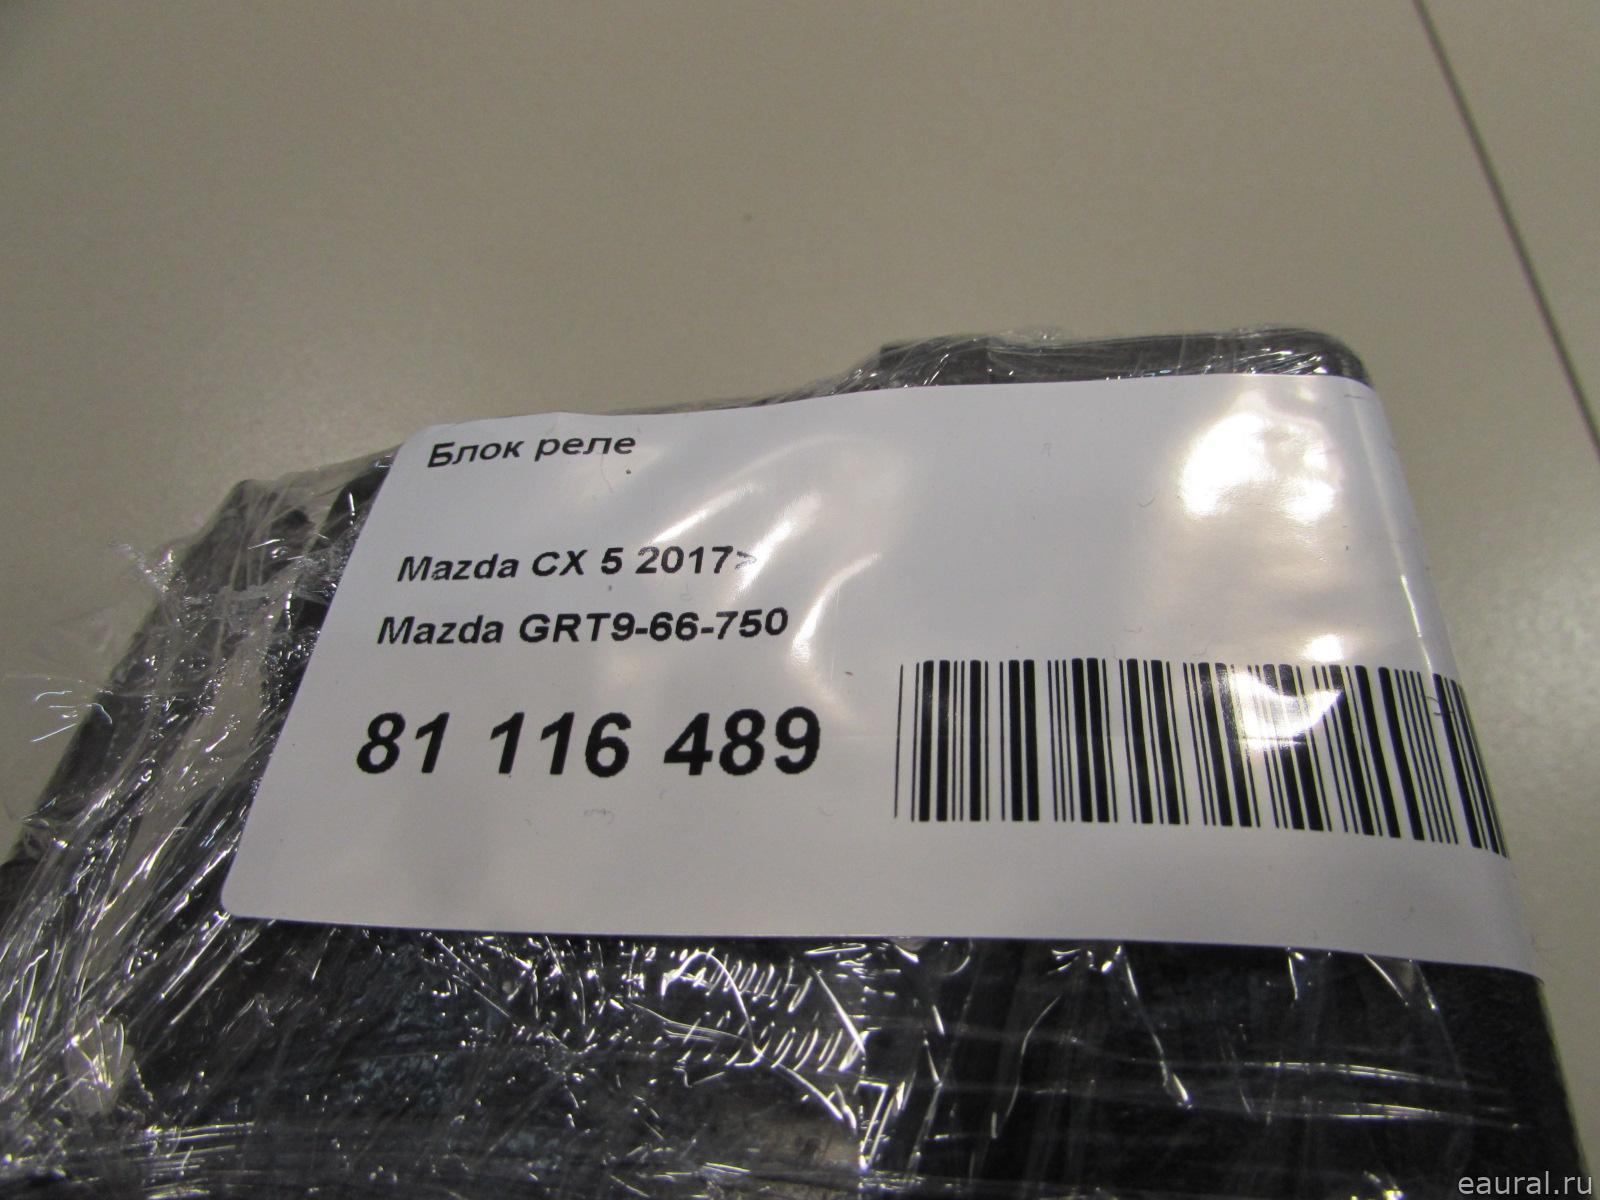 Блок реле
Mazda CX 5 2017>
Mazda GRT9-66-750
81 116 489
eaural.ru